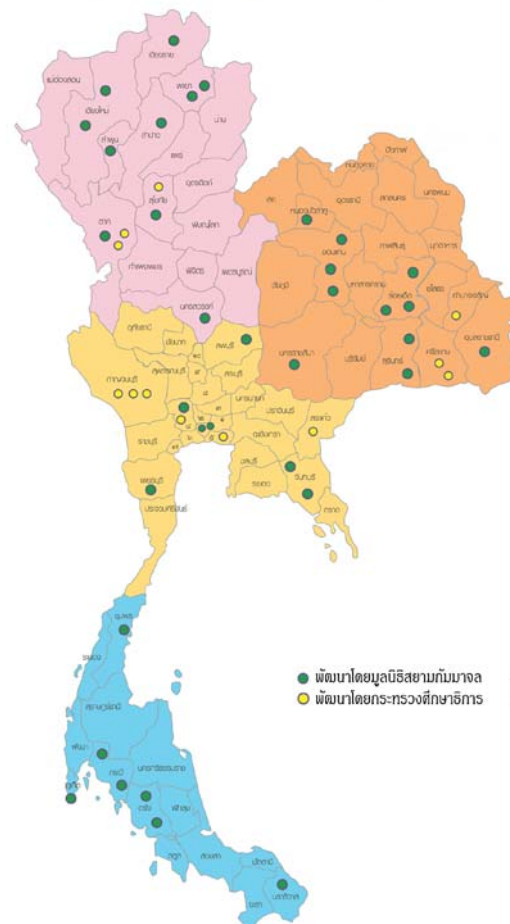 เชียงราย
แม่ฮ่องสอน
พะเยา
เชียงใหม่
น่าน
ลำปาง
ลำพูน
แพร่
อุตรดิตถ์
สุโขทัย
ตาก
พิษณุโลก
กำแพงเพชร
พิจิตร
เพชรบูรณ์
นครสวรรค์
บึงกาฬ
หนองคาย
เลย
อุดรธานี
สกลนคร
นครพนม
หนองบัวลำภู
ขอนแก่น
กาฬสินธุ์
มุกดาหาร
ชัยภูมิ
มหาสารคาม
ร้อยเอ็ด
ยโสธร
อำนาจเจริญ
นครราชสีมา
บุรีรัมย์
สุรินทร์
ศรีสะเกษ
อุบลราชธานี
อุทัยธานี
ชัยนาท
ลพบุรี
สุพรรณบุรี
สระบุรี
กาญจนบุรี
นครนายก
ปราจีนบุรี
สระแก้ว
ฉะเชิงเทรา
ราชบุรี
ชลบุรี
ระยอง
จันทบุรี
ตราด
เพชรบุรี
ประจวบคีรีขันธ์
ชุมพร
ระนอง
สุราษฎร์ธานี
พังงา
นครศรีธรรมราช
กระบี่
ภูเก็ต
ตรัง
พัทลุง
สตูล
สงขลา
ปัตตานี
ยะลา
นราธิวาส
พัฒนาโดยมูลนิธิสยามกัมมาจล
พัฒนาโดยกระทรวงศึกษาธิการ